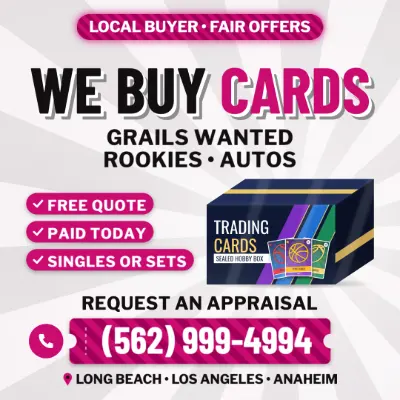 LOCAL BUYER • FAIR OFFERS
WE BUY CARDS
GRAILS WANTED
ROOKIES • AUTOS
FREE QUOTE
PAID TODAY
SINGLES OR SETS
TRADING
CARDS
SEALED HOBBY BOX
REQUEST AN APPRAISAL
(562) 999-4994
LONG BEACH • LOS ANGELES • ANAHEIM